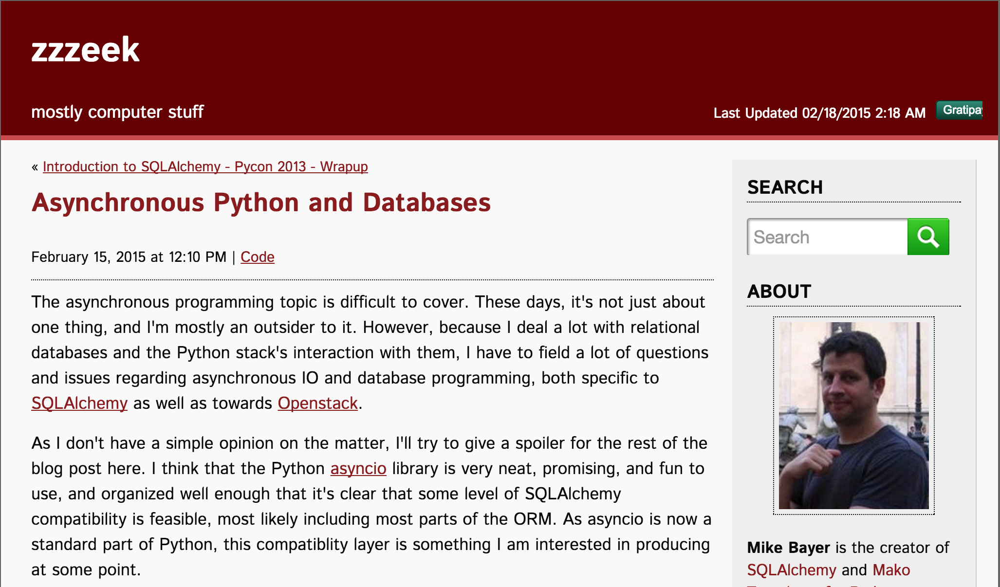 zzzeek
mostly computer stuff
Last Updated 02/18/2015 2:18 AM
« Introduction to SQLAlchemy - Pycon 2013 - Wrapup
Asynchronous Python and Databases
February 15, 2015 at 12:10 PM | Code
The asynchronous programming topic is difficult to cover. These days, it's not just about
one thing, and I'm mostly an outsider to it. However, because I deal a lot with relational
databases and the Python stack's interaction with them, I have to field a lot of questions
and issues regarding asynchronous IO and database programming, both specific to
SQLAlchemy as well as towards Openstack.
As I don't have a simple opinion on the matter, I'll try to give a spoiler for the rest of the
blog post here. I think that the Python asyncio library is very neat, promising, and fun to
use, and organized well enough that it's clear that some level of SQLAlchemy
compatibility is feasible, most likely including most parts of the ORM. As asyncio is now a
standard part of Python, this compatiblity layer is something I am interested in producing
at some point.
SEARCH
Search
ABOUT
Mike Bayer is the creator of
SQLAlchemy and Mako